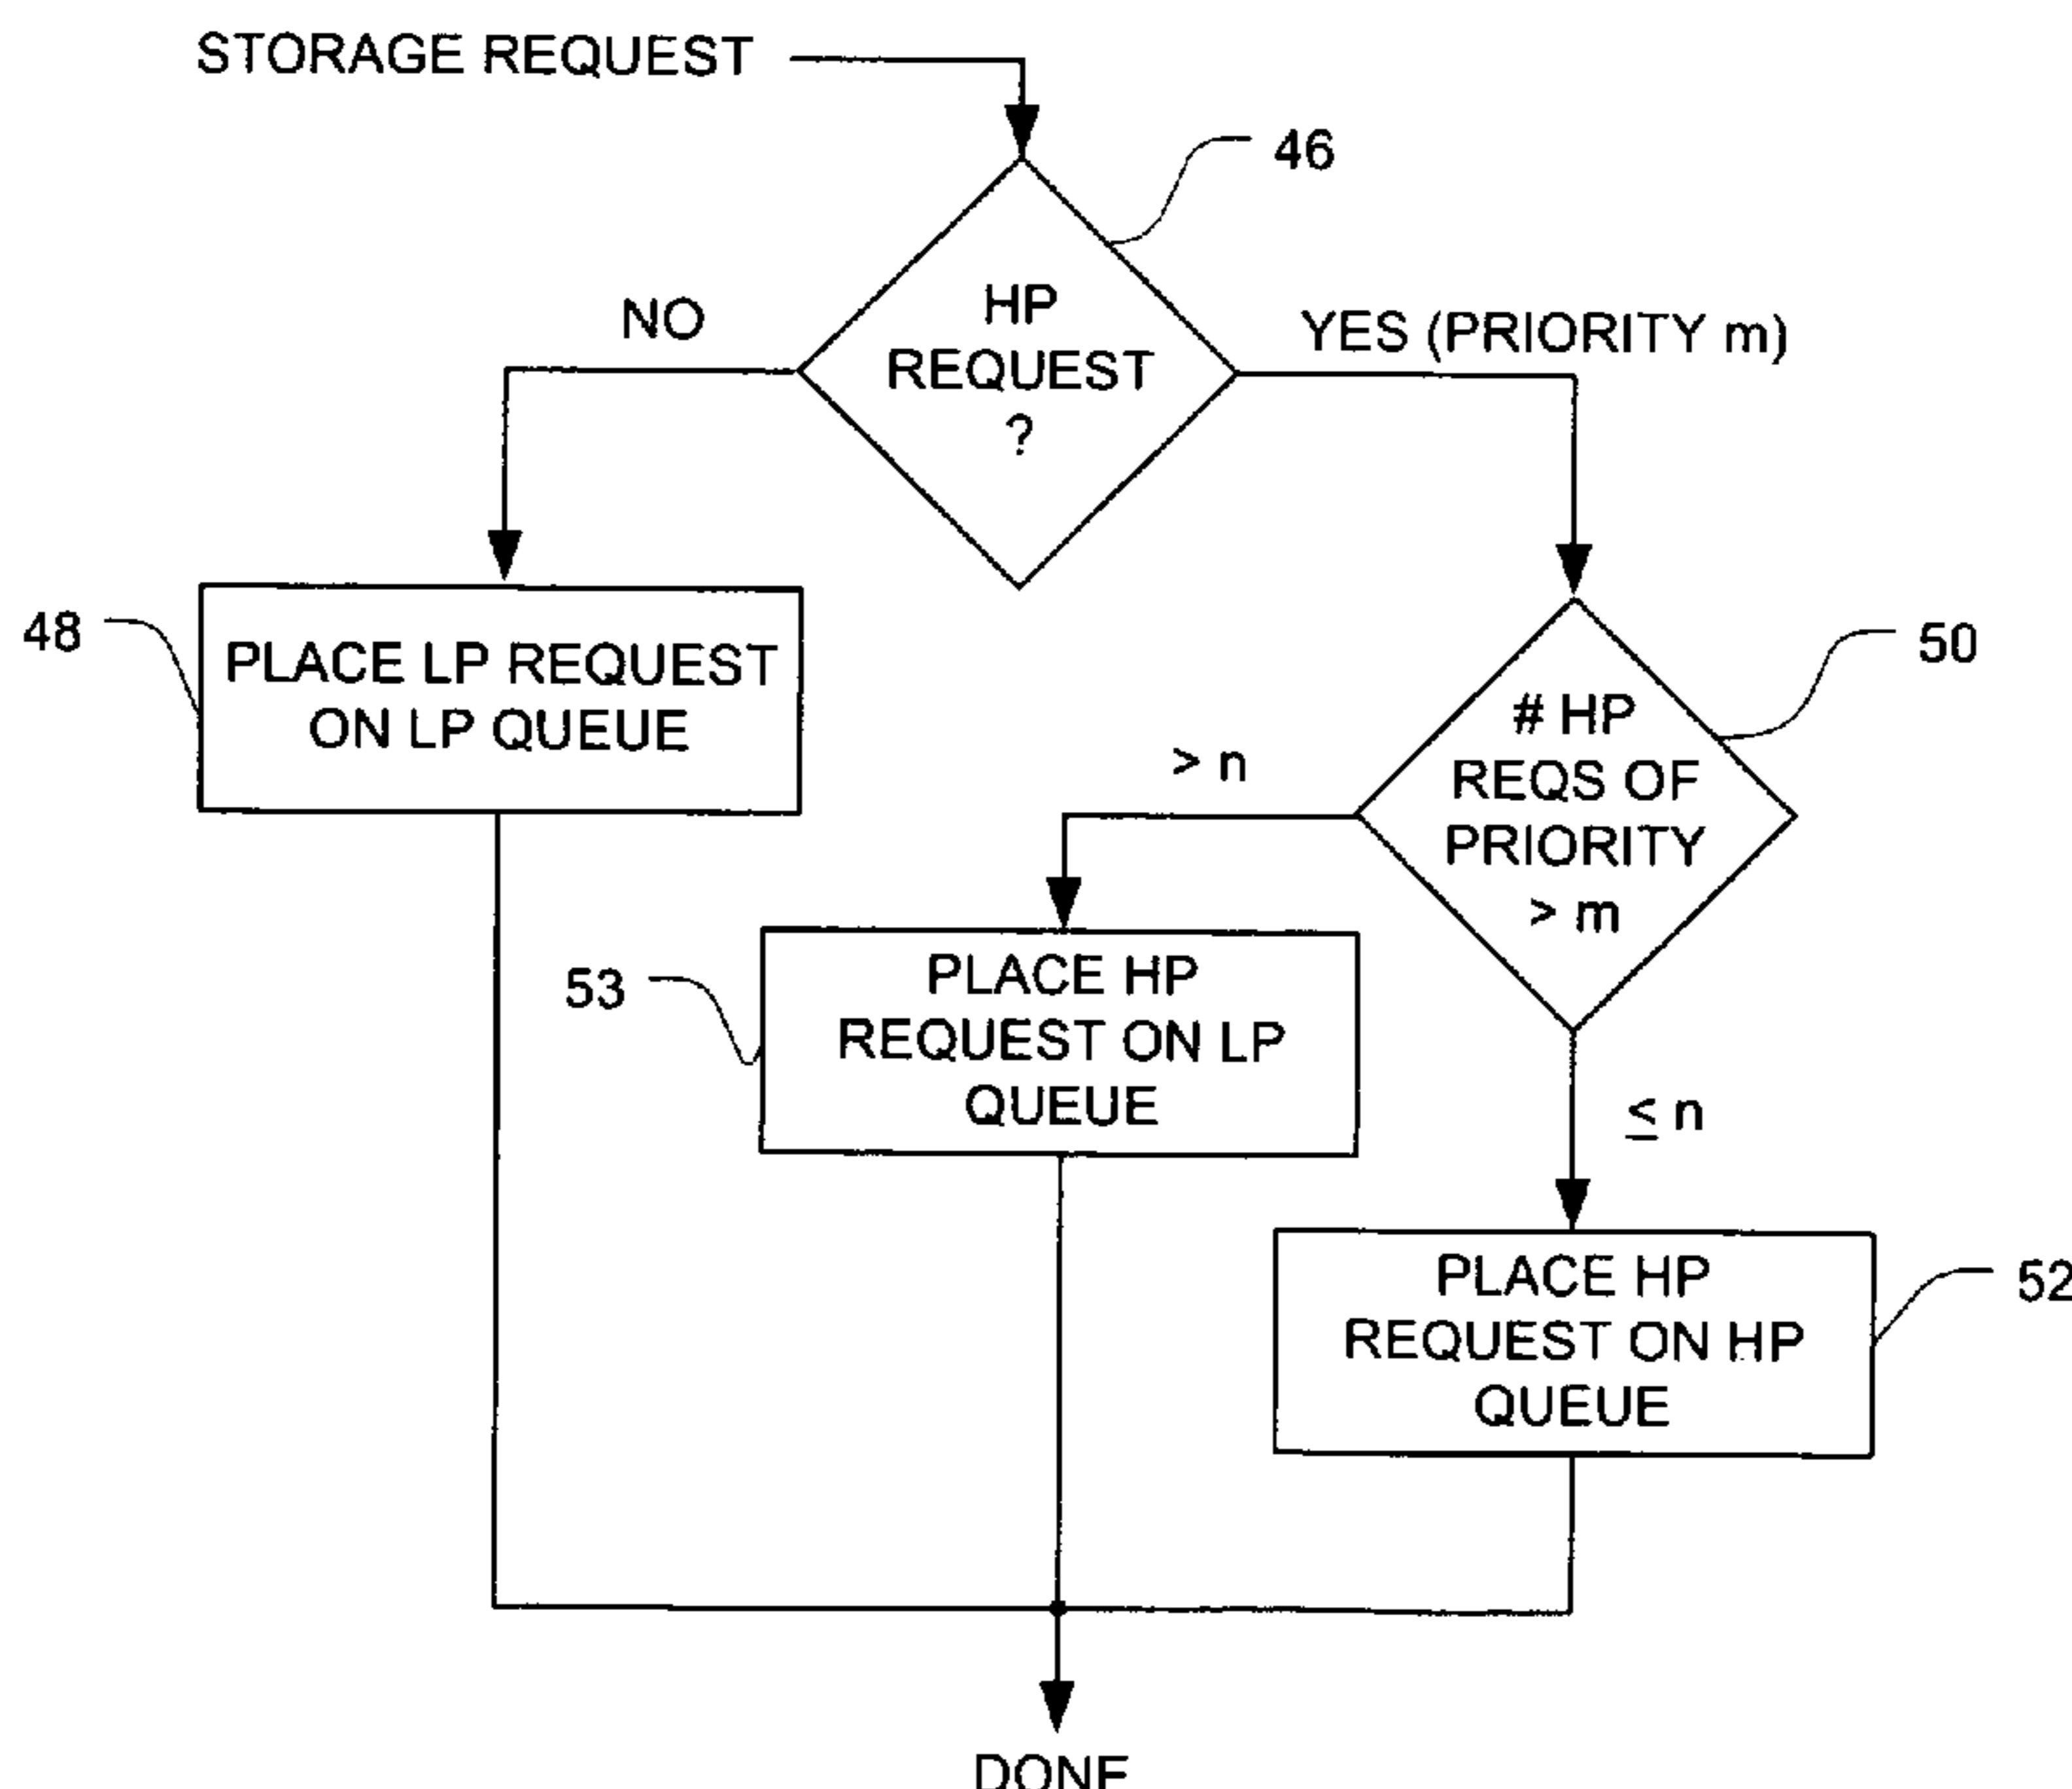 STORAGE REQUEST
46
HP
REQUEST
?
NO
YES (PRIORITY m)
48
PLACE LP REQUEST
ON LP QUEUE
50
# HP
REQS OF
PRIORITY
> m
> n
≤ n
53
PLACE HP
REQUEST ON LP
QUEUE
52
PLACE HP
REQUEST ON HP
QUEUE
DONE